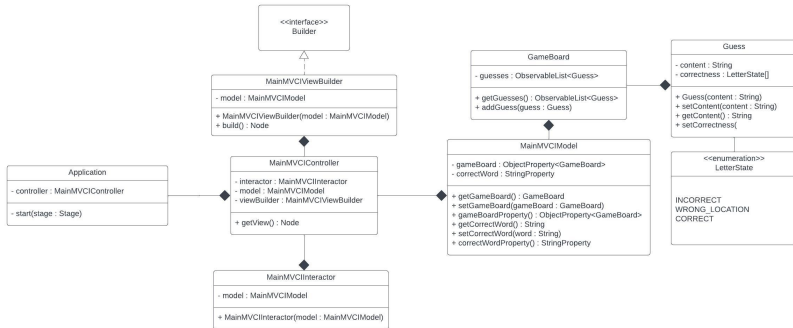 <<interface>>
Builder
MainMVCIViewBuilder
- model : MainMVCIModel
+ MainMVCIViewBuilder(model : MainMVCIModel)
+ build() : Node
Application
- controller : MainMVCIController
- start(stage : Stage)
MainMVCIController
- interactor : MainMVCIInteractor
- model : MainMVCIModel
- viewBuilder : MainMVCIViewBuilder
+ getView() : Node
MainMVCIInteractor
- model : MainMVCIModel
+ MainMVCIInteractor(model : MainMVCIModel)
GameBoard
- guesses : ObservableList<Guess>
+ getGuesses() : ObservableList<Guess>
+ addGuess(guess : Guess)
MainMVCIModel
- gameBoard : ObjectProperty<GameBoard>
- correctWord : StringProperty
+ getGameBoard() : GameBoard
+ setGameBoard(gameBoard : GameBoard)
+ gameBoardProperty() : ObjectProperty<GameBoard>
+ getCorrectWord() : String
+ setCorrectWord(word : String)
+ correctWordProperty() : StringProperty
Guess
- content : String
- correctness : LetterState[]
+ Guess(content : String)
+ setContent(content : String)
+ getContent() : String
+ setCorrectness(
<<enumeration>>
LetterState
INCORRECT
WRONG_LOCATION
CORRECT